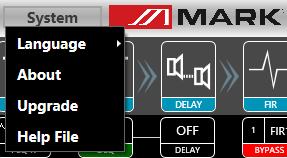 System
MARK
Language
About
Upgrade
Help File
DELAY
FIR
OFF
DELAY
1 FIR
BYPASS